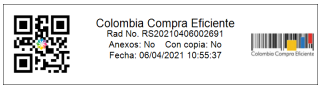 Colombia Compra Eficiente
Rad No. RS20210406002691
Anexos: No Con copia: No
Fecha: 06/04/2021 10:55:37
Colombia Compra Eficiente